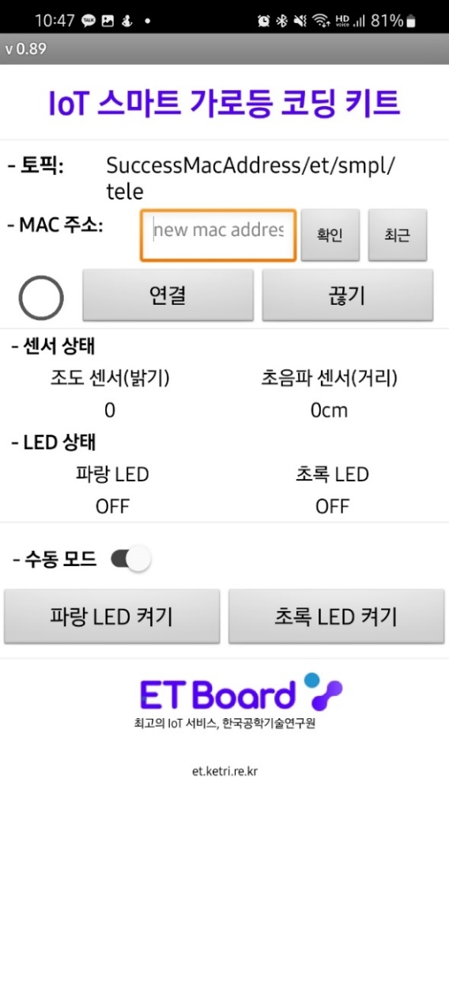 10:47 TALK HD voice 81%
v 0.89
IoT 스마트 가로등 코딩 키트
- 토픽: SuccessMacAddress/et/smpl/
tele
- MAC 주소: new mac addres 확인 최근
연결 끊기
- 센서 상태
조도 센서(밝기) 초음파 센서(거리)
0 0cm
- LED 상태
파랑 LED 초록 LED
OFF OFF
- 수동 모드
파랑 LED 켜기 초록 LED 켜기
ET Board
최고의 IoT 서비스, 한국공학기술연구원
et.ketri.re.kr